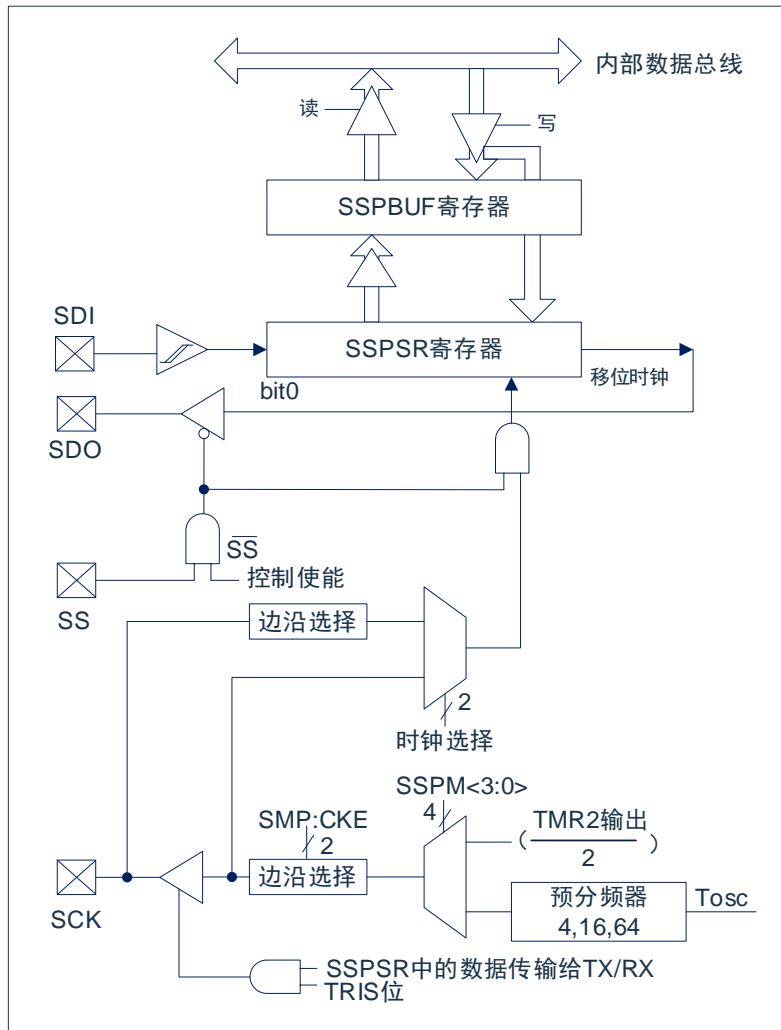 内部数据总线
读
写
SSPBUF寄存器
SDI
SSPSR寄存器
bit0
移位时钟
SDO
SS
控制使能
SS
边沿选择
2
时钟选择
SSPM<3:0>
4
SMP:CKE
2
(TMR2输出
2)
边沿选择
SCK
预分频器
4,16,64
Tosc
SSPSR中的数据传输给TX/RX
TRIS位